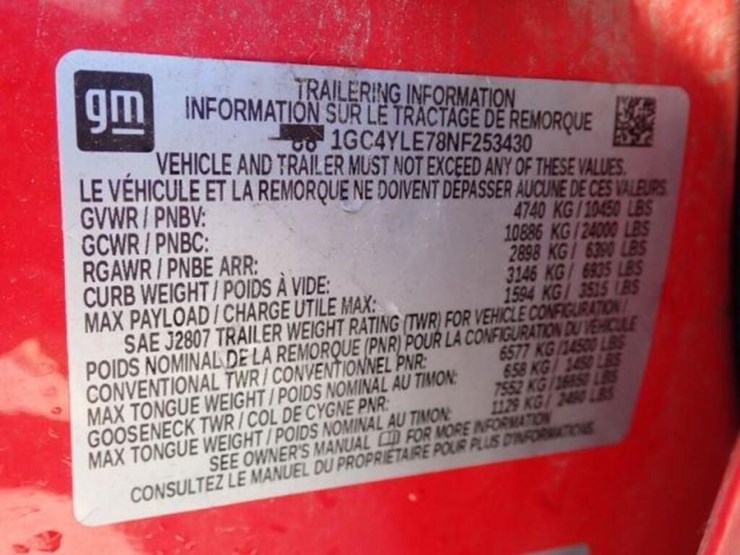 gm
TRAILERING INFORMATION
INFORMATION SUR LE TRACTAGE DE REMORQUE
1GC4YLE78NF253430
VEHICLE AND TRAILER MUST NOT EXCEED ANY OF THESE VALUES.
LE VÉHICULE ET LA REMORQUE NE DOIVENT DÉPASSER AUCUNE DE CES VALEURS.
GVWR / PNBV: 4740 KG / 10450 LBS
GCWR / PNBC: 10886 KG / 24000 LBS
RGAWR / PNBE ARR: 2898 KG / 6390 LBS
CURB WEIGHT / POIDS À VIDE: 3146 KG / 6935 LBS
MAX PAYLOAD / CHARGE UTILE MAX: 1594 KG / 3515 LBS
SAE J2807 TRAILER WEIGHT RATING (TWR) FOR VEHICLE CONFIGURATION /
POIDS NOMINAL DE LA REMORQUE (PNR) POUR LA CONFIGURATION DU VÉHICULE
CONVENTIONAL TWR / CONVENTIONNEL PNR: 6577 KG / 14500 LBS
MAX TONGUE WEIGHT / POIDS NOMINAL AU TIMON: 658 KG / 1450 LBS
GOOSENECK TWR / COL DE CYGNE PNR: 7552 KG / 16650 LBS
MAX TONGUE WEIGHT / POIDS NOMINAL AU TIMON: 1129 KG / 2490 LBS
SEE OWNER'S MANUAL FOR MORE INFORMATION
CONSULTEZ LE MANUEL DU PROPRIÉTAIRE POUR PLUS D'INFORMATIONS.